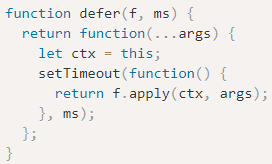 function defer(f, ms) {
  return function(...args) {
    let ctx = this;
    setTimeout(function() {
      return f.apply(ctx, args);
    }, ms);
  };
}